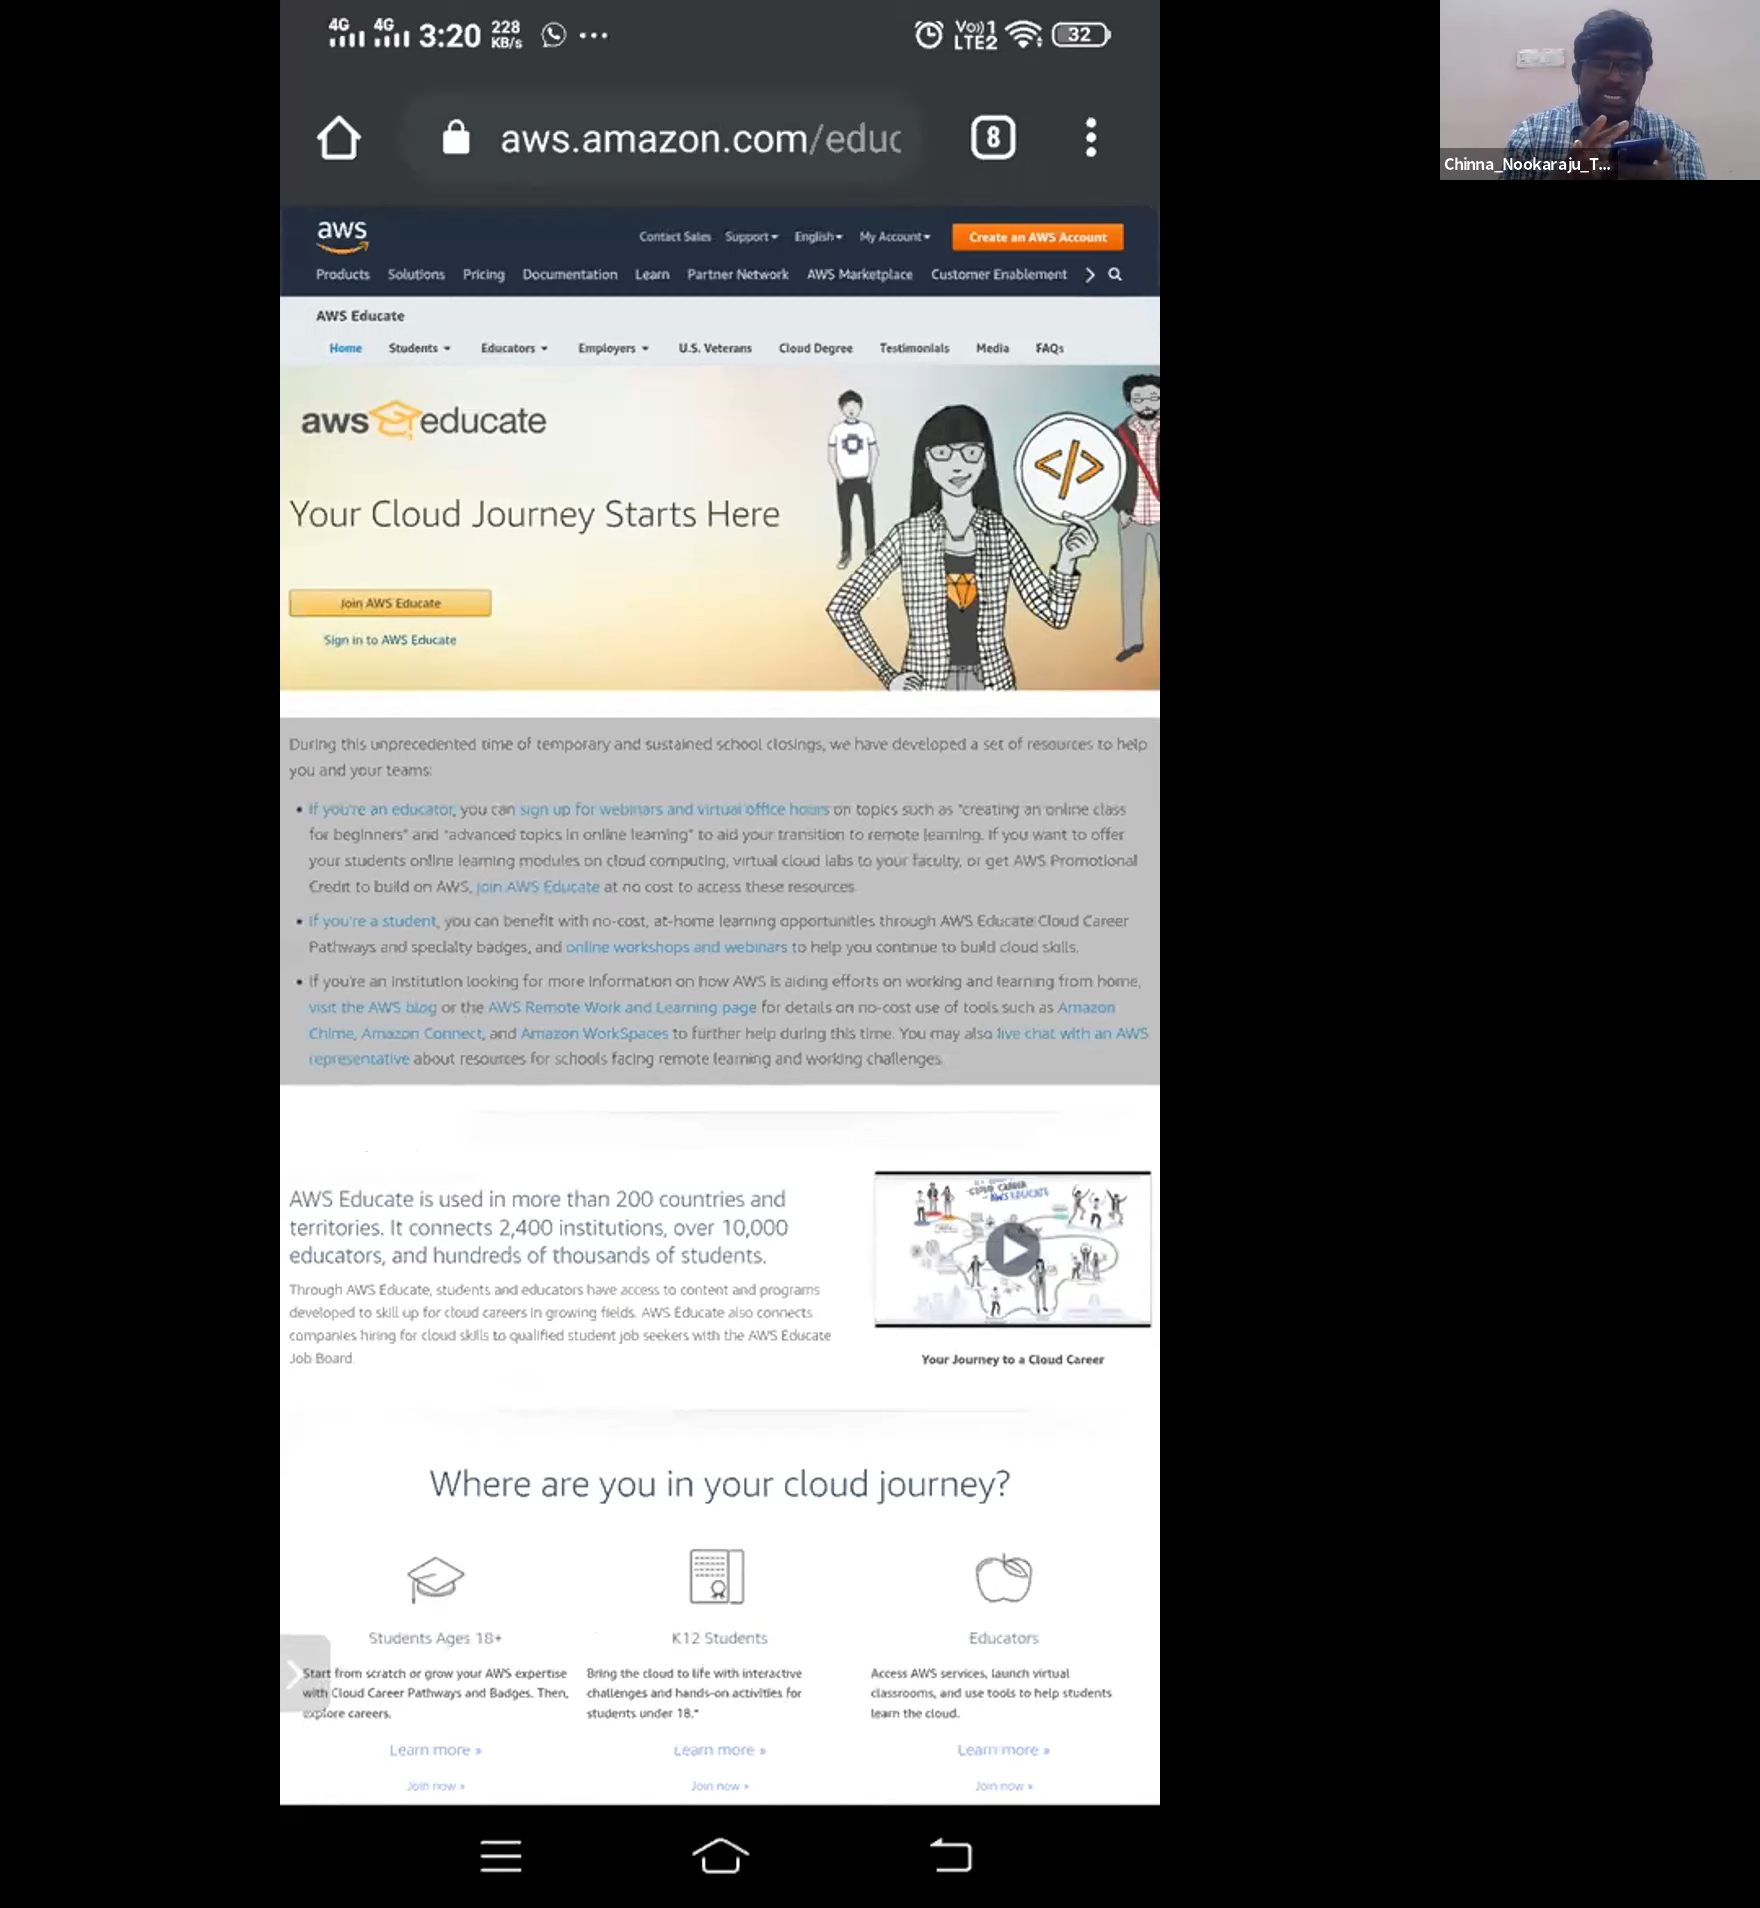 4G 4G 3:20 228 KB/s ... Vo)) 1 LTE2 32
aws.amazon.com/educ 8
aws
Contact Sales Support English My Account Create an AWS Account
Products Solutions Pricing Documentation Learn Partner Network AWS Marketplace Customer Enablement
AWS Educate
Home Students Educators Employers U.S. Veterans Cloud Degree Testimonials Media FAQs
aws educate
Your Cloud Journey Starts Here
</>
Join AWS Educate
Sign in to AWS Educate
During this unprecedented time of temporary and sustained school closings, we have developed a set of resources to help
you and your teams:
• If you're an educator, you can sign up for webinars and virtual office hours on topics such as "creating an online class
for beginners" and "advanced topics in online learning" to aid your transition to remote learning. If you want to offer
your students online learning modules on cloud computing, virtual cloud labs to your faculty, or get AWS Promotional
Credit to build on AWS, join AWS Educate at no cost to access these resources.
• If you're a student, you can benefit with no-cost, at-home learning opportunities through AWS Educate Cloud Career
Pathways and specialty badges, and online workshops and webinars to help you continue to build cloud skills.
• If you're an institution looking for more information on how AWS is aiding efforts on working and learning from home,
visit the AWS blog or the AWS Remote Work and Learning page for details on no-cost use of tools such as Amazon
Chime, Amazon Connect, and Amazon WorkSpaces to further help during this time. You may also live chat with an AWS
representative about resources for schools facing remote learning and working challenges.
AWS Educate is used in more than 200 countries and
territories. It connects 2,400 institutions, over 10,000
educators, and hundreds of thousands of students.
Through AWS Educate, students and educators have access to content and programs
developed to skill up for cloud careers in growing fields. AWS Educate also connects
companies hiring for cloud skills to qualified student job seekers with the AWS Educate
Job Board.
CLOUD CAREER
AWS EDUCATE
Your Journey to a Cloud Career
Where are you in your cloud journey?
Students Ages 18+
Start from scratch or grow your AWS expertise
with Cloud Career Pathways and Badges. Then,
explore careers.
Learn more »
Join now »
K12 Students
Bring the cloud to life with interactive
challenges and hands-on activities for
students under 18.*
Learn more »
Join now »
Educators
Access AWS services, launch virtual
classrooms, and use tools to help students
learn the cloud.
Learn more »
Join now »
Chinna_Nookaraju_T...